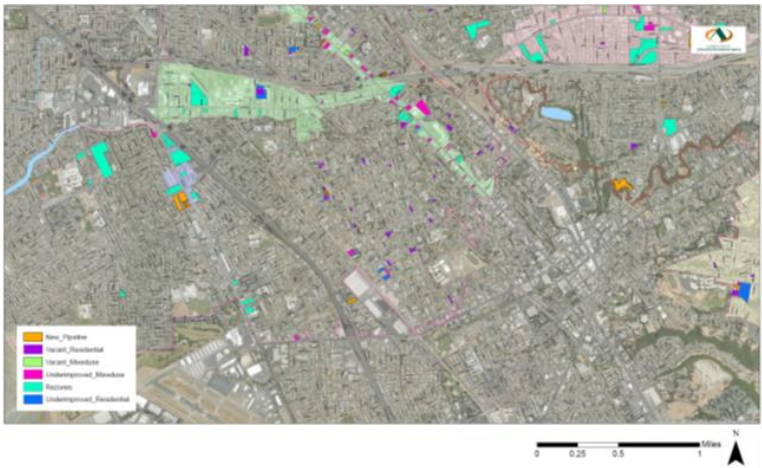 New_Pipeline
Vacant_Residential
Vacant_Mixeduse
Underimproved_Mixeduse
Rezones
Underimproved_Residential
N
Miles
0 0.25 0.5 1